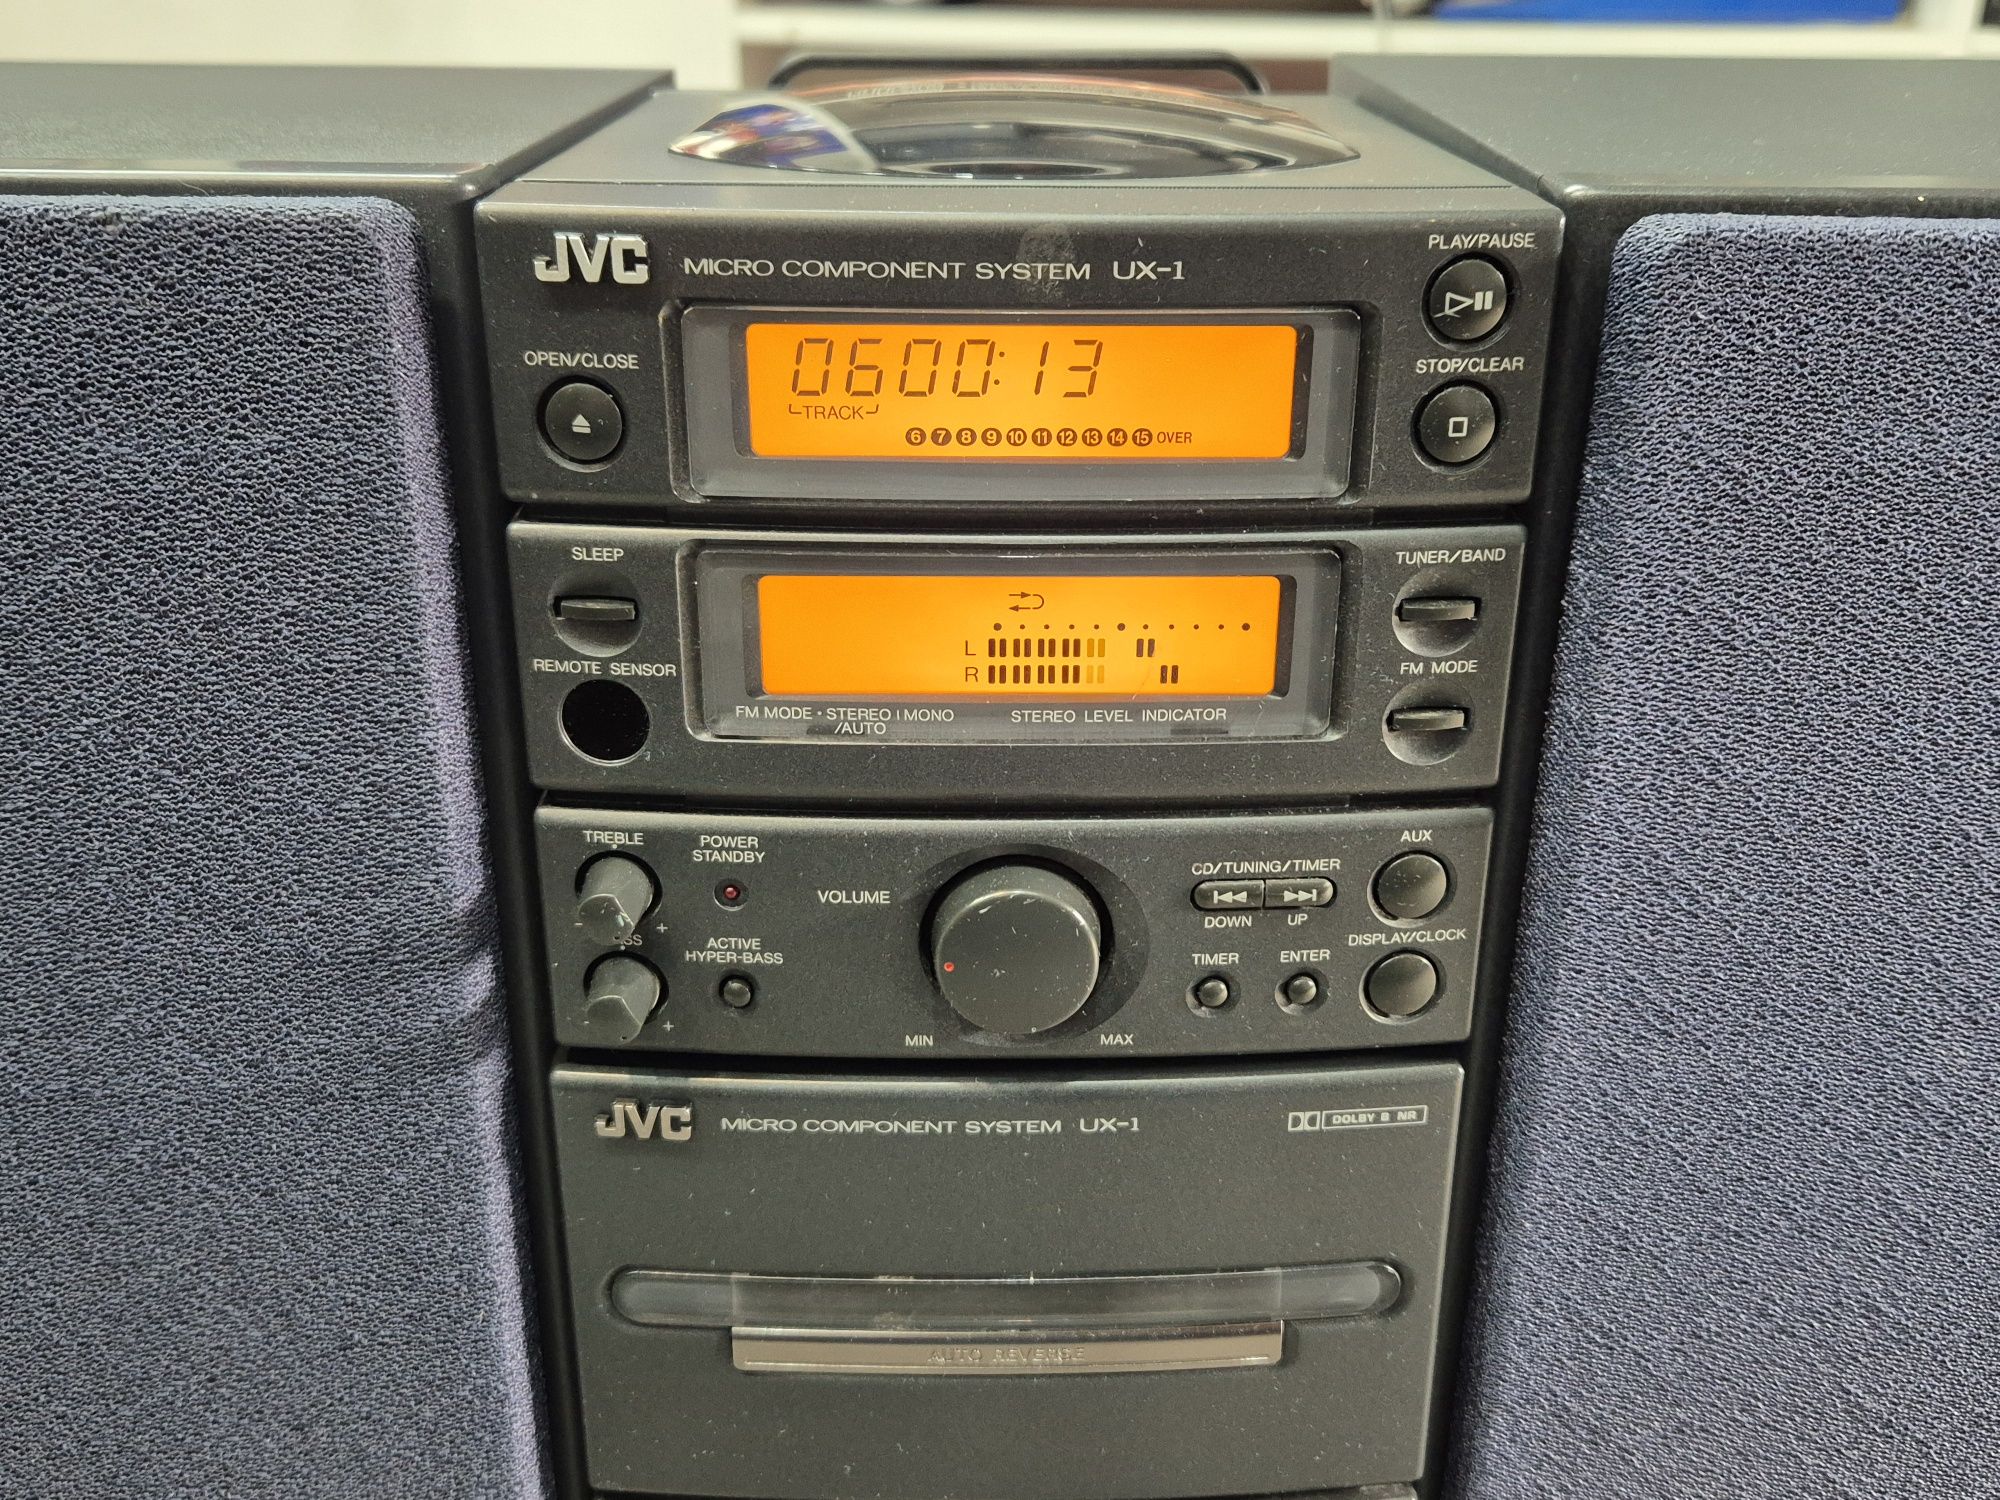 JVC MICRO COMPONENT SYSTEM UX-1
PLAY/PAUSE
OPEN/CLOSE
STOP/CLEAR
0600:13
TRACK
6 7 8 9 10 11 12 13 14 15 OVER
SLEEP
TUNER/BAND
L
R
REMOTE SENSOR
FM MODE
FM MODE • STEREO | MONO
/AUTO
STEREO LEVEL INDICATOR
TREBLE
POWER
STANDBY
VOLUME
CD/TUNING/TIMER
DOWN UP
AUX
- +
ACTIVE
HYPER-BASS
+
TIMER
ENTER
DISPLAY/CLOCK
MIN MAX
JVC MICRO COMPONENT SYSTEM UX-1
DOLBY B NR
AUTO REVERSE